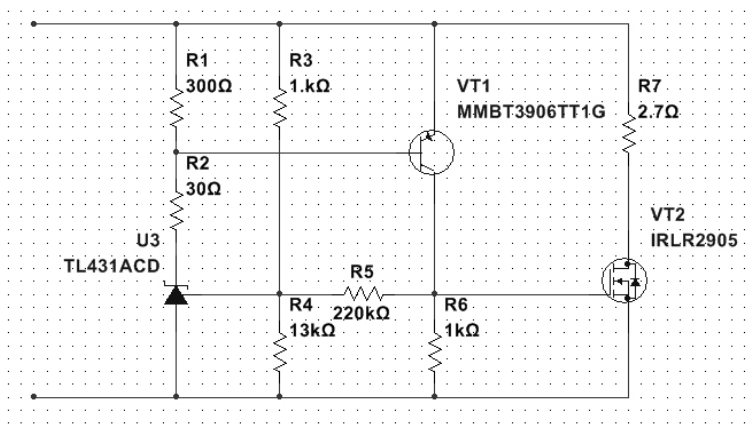 R1
300Ω
R3
1.kΩ
VT1
MMBT3906TT1G
R7
2.7Ω
R2
30Ω
VT2
IRLR2905
U3
TL431ACD
R5
220kΩ
R4
13kΩ
R6
1kΩ